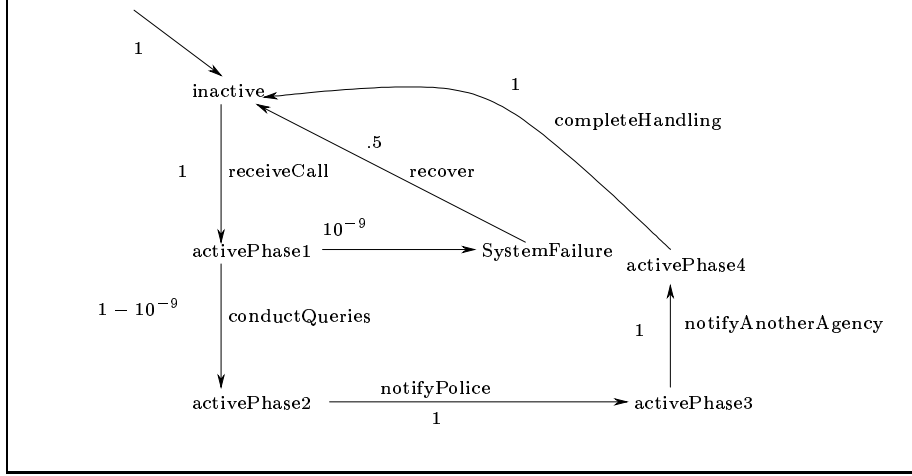 1
inactive
1
completeHandling
.5
1
receiveCall
recover
10⁻⁹
activePhase1
SystemFailure
activePhase4
1 − 10⁻⁹
conductQueries
1
notifyAnotherAgency
notifyPolice
activePhase2
activePhase3
1